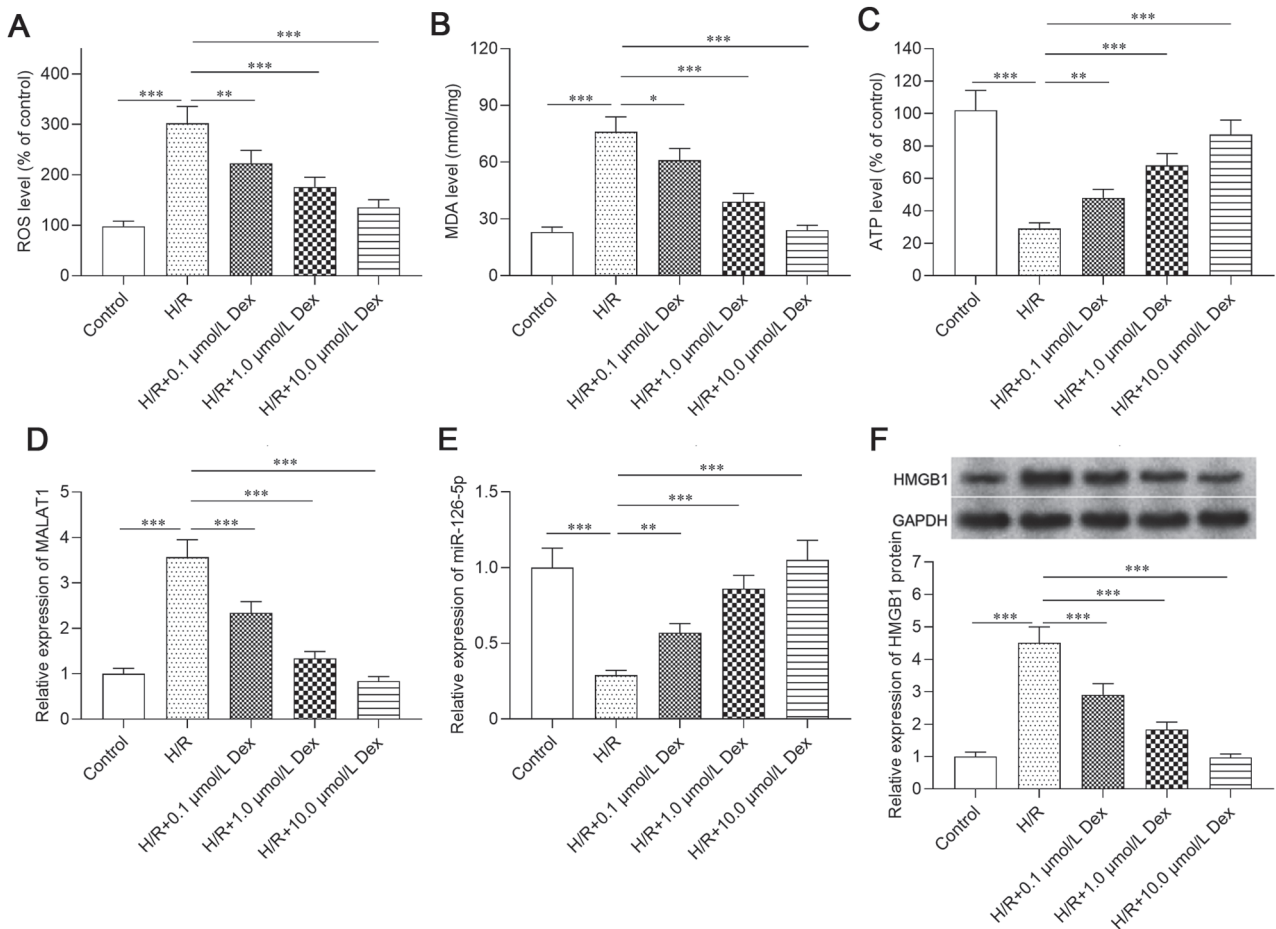 A
ROS level (% of control)
400
300
200
100
0
***
***
***
**
Control
H/R
H/R+0.1 µmol/L Dex
H/R+1.0 µmol/L Dex
H/R+10.0 µmol/L Dex
B
MDA level (nmol/mg)
120
90
60
30
0
***
***
***
*
Control
H/R
H/R+0.1 µmol/L Dex
H/R+1.0 µmol/L Dex
H/R+10.0 µmol/L Dex
C
ATP level (% of control)
140
120
100
80
60
40
20
0
***
***
***
**
Control
H/R
H/R+0.1 µmol/L Dex
H/R+1.0 µmol/L Dex
H/R+10.0 µmol/L Dex
D
Relative expression of MALAT1
5
4
3
2
1
0
***
***
***
***
Control
H/R
H/R+0.1 µmol/L Dex
H/R+1.0 µmol/L Dex
H/R+10.0 µmol/L Dex
E
Relative expression of miR-126-5p
1.5
1.0
0.5
0
***
***
***
**
Control
H/R
H/R+0.1 µmol/L Dex
H/R+1.0 µmol/L Dex
H/R+10.0 µmol/L Dex
F
HMGB1
GAPDH
Relative expression of HMGB1 protein
7
6
5
4
3
2
1
0
***
***
***
***
Control
H/R
H/R+0.1 µmol/L Dex
H/R+1.0 µmol/L Dex
H/R+10.0 µmol/L Dex